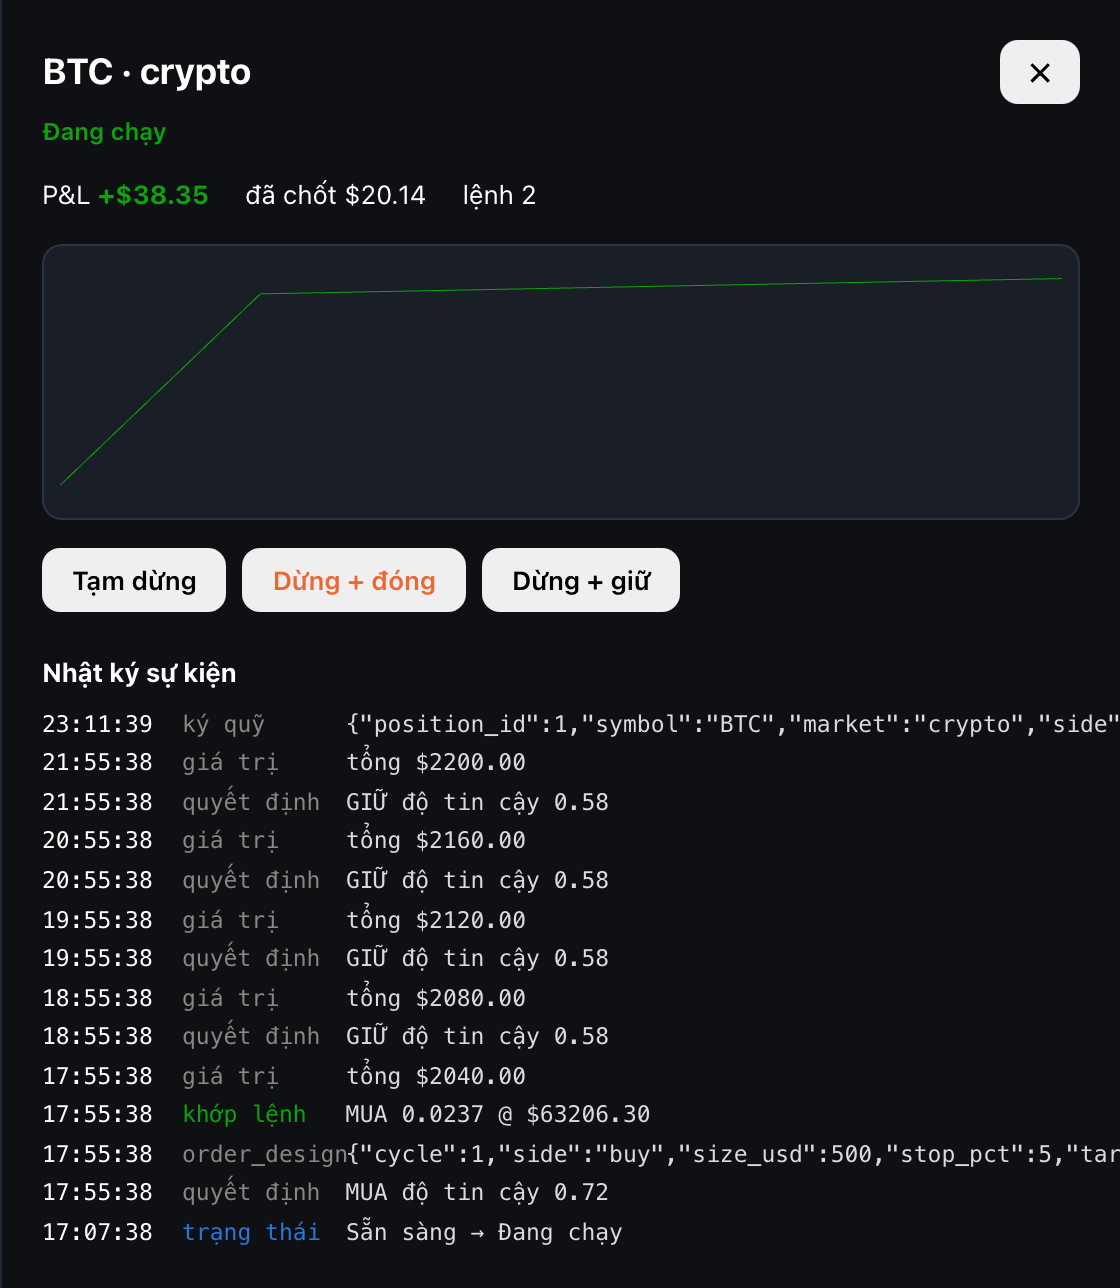 BTC · crypto
×
Đang chạy
P&L +$38.35 đã chốt $20.14 lệnh 2
Tạm dừng Dừng + đóng Dừng + giữ
Nhật ký sự kiện
23:11:39 ký quỹ {"position_id":1,"symbol":"BTC","market":"crypto","side"
21:55:38 giá trị tổng $2200.00
21:55:38 quyết định GIỮ độ tin cậy 0.58
20:55:38 giá trị tổng $2160.00
20:55:38 quyết định GIỮ độ tin cậy 0.58
19:55:38 giá trị tổng $2120.00
19:55:38 quyết định GIỮ độ tin cậy 0.58
18:55:38 giá trị tổng $2080.00
18:55:38 quyết định GIỮ độ tin cậy 0.58
17:55:38 giá trị tổng $2040.00
17:55:38 khớp lệnh MUA 0.0237 @ $63206.30
17:55:38 order_design{"cycle":1,"side":"buy","size_usd":500,"stop_pct":5,"tar
17:55:38 quyết định MUA độ tin cậy 0.72
17:07:38 trạng thái Sẵn sàng → Đang chạy